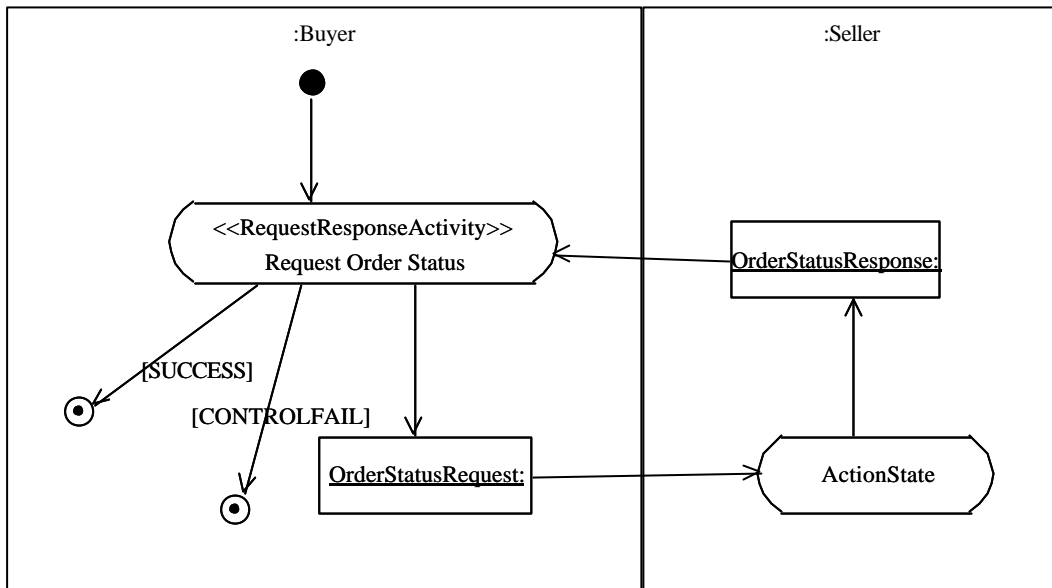 :Buyer
:Seller
<<RequestResponseActivity>>
Request Order Status
OrderStatusResponse:
[SUCCESS]
[CONTROLFAIL]
OrderStatusRequest:
ActionState